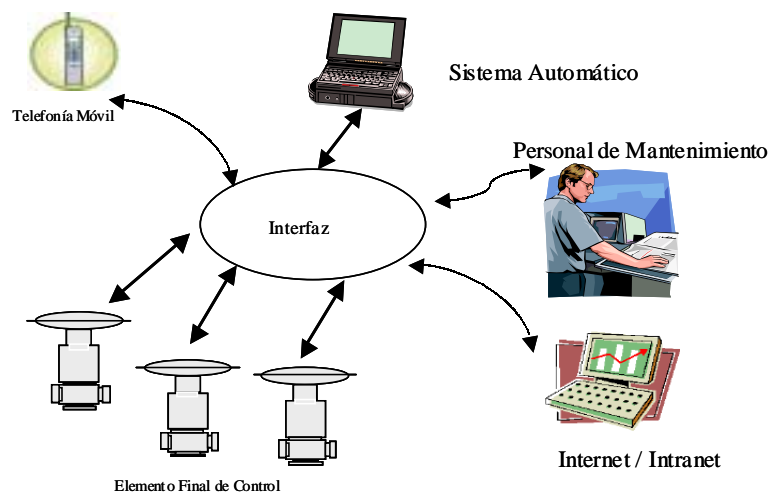 Sistema Automático
Telefonía Móvil
Personal de Mantenimiento
Interfaz
Internet / Intranet
Elemento Final de Control